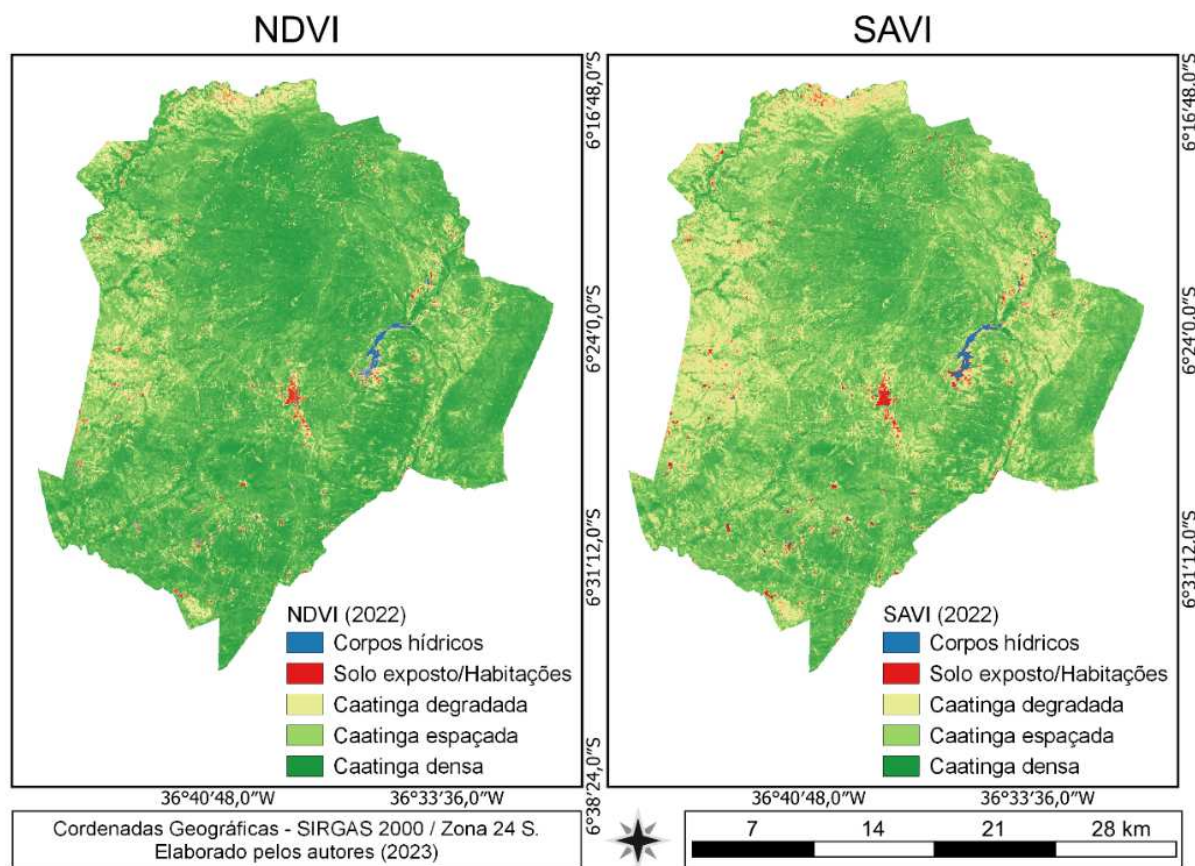 NDVI
SAVI
6°16′48,0″S
6°24′0,0″S
6°31′12,0″S
6°38′24,0″S
NDVI (2022)
Corpos hídricos
Solo exposto/Habitações
Caatinga degradada
Caatinga espaçada
Caatinga densa
36°40′48,0″W
36°33′36,0″W
6°16′48,0″S
6°24′0,0″S
6°31′12,0″S
6°38′24,0″S
SAVI (2022)
Corpos hídricos
Solo exposto/Habitações
Caatinga degradada
Caatinga espaçada
Caatinga densa
36°40′48,0″W
36°33′36,0″W
Cordenadas Geográficas - SIRGAS 2000 / Zona 24 S.
Elaborado pelos autores (2023)
7 14 21 28 km